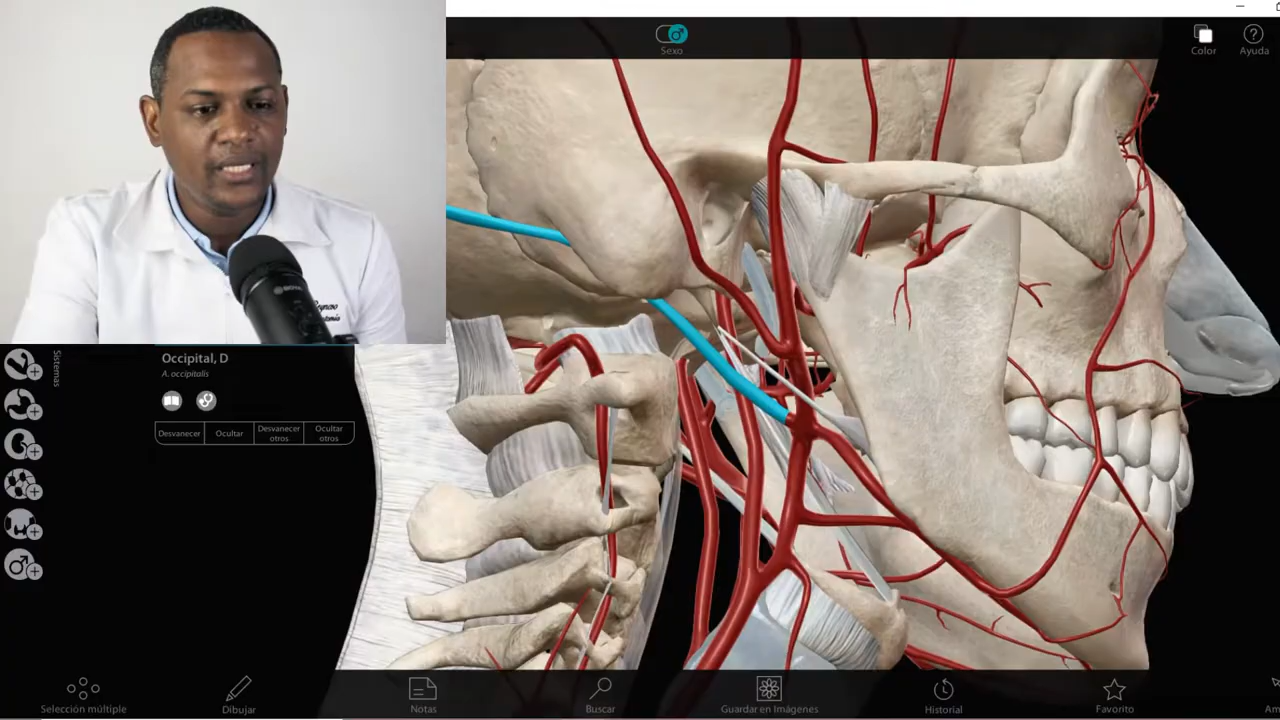 Sexo
Color
Ayuda
Sistemas
Occipital, D
A. occipitalis
Desvanecer
Ocultar
Desvanecer
otros
Ocultar
otros
Selección múltiple
Dibujar
Notas
Buscar
Guardar en Imágenes
Historial
Favorito